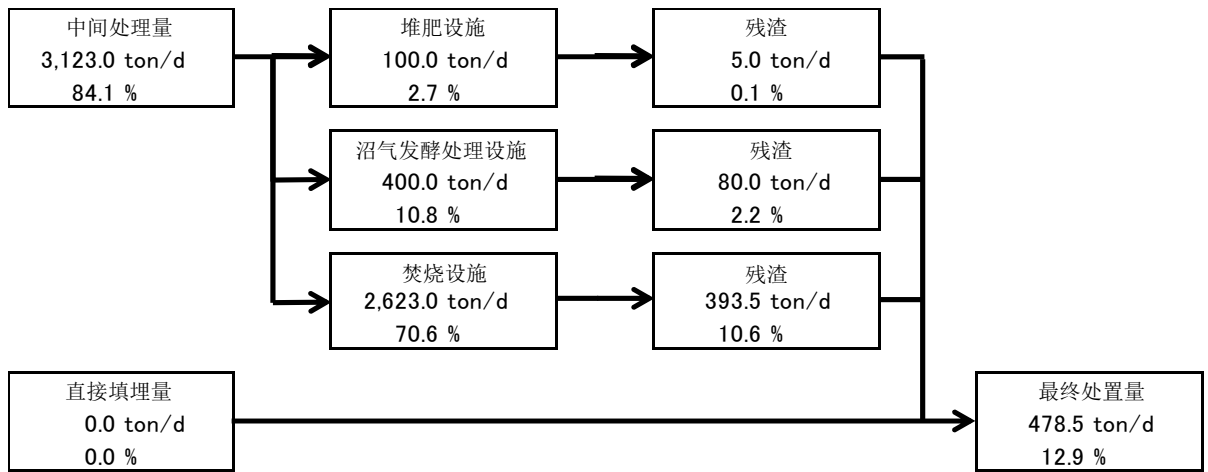 中间处理量
3,123.0 ton/d
84.1 %
堆肥设施
100.0 ton/d
2.7 %
残渣
5.0 ton/d
0.1 %
沼气发酵处理设施
400.0 ton/d
10.8 %
残渣
80.0 ton/d
2.2 %
焚烧设施
2,623.0 ton/d
70.6 %
残渣
393.5 ton/d
10.6 %
直接填埋量
0.0 ton/d
0.0 %
最终处置量
478.5 ton/d
12.9 %